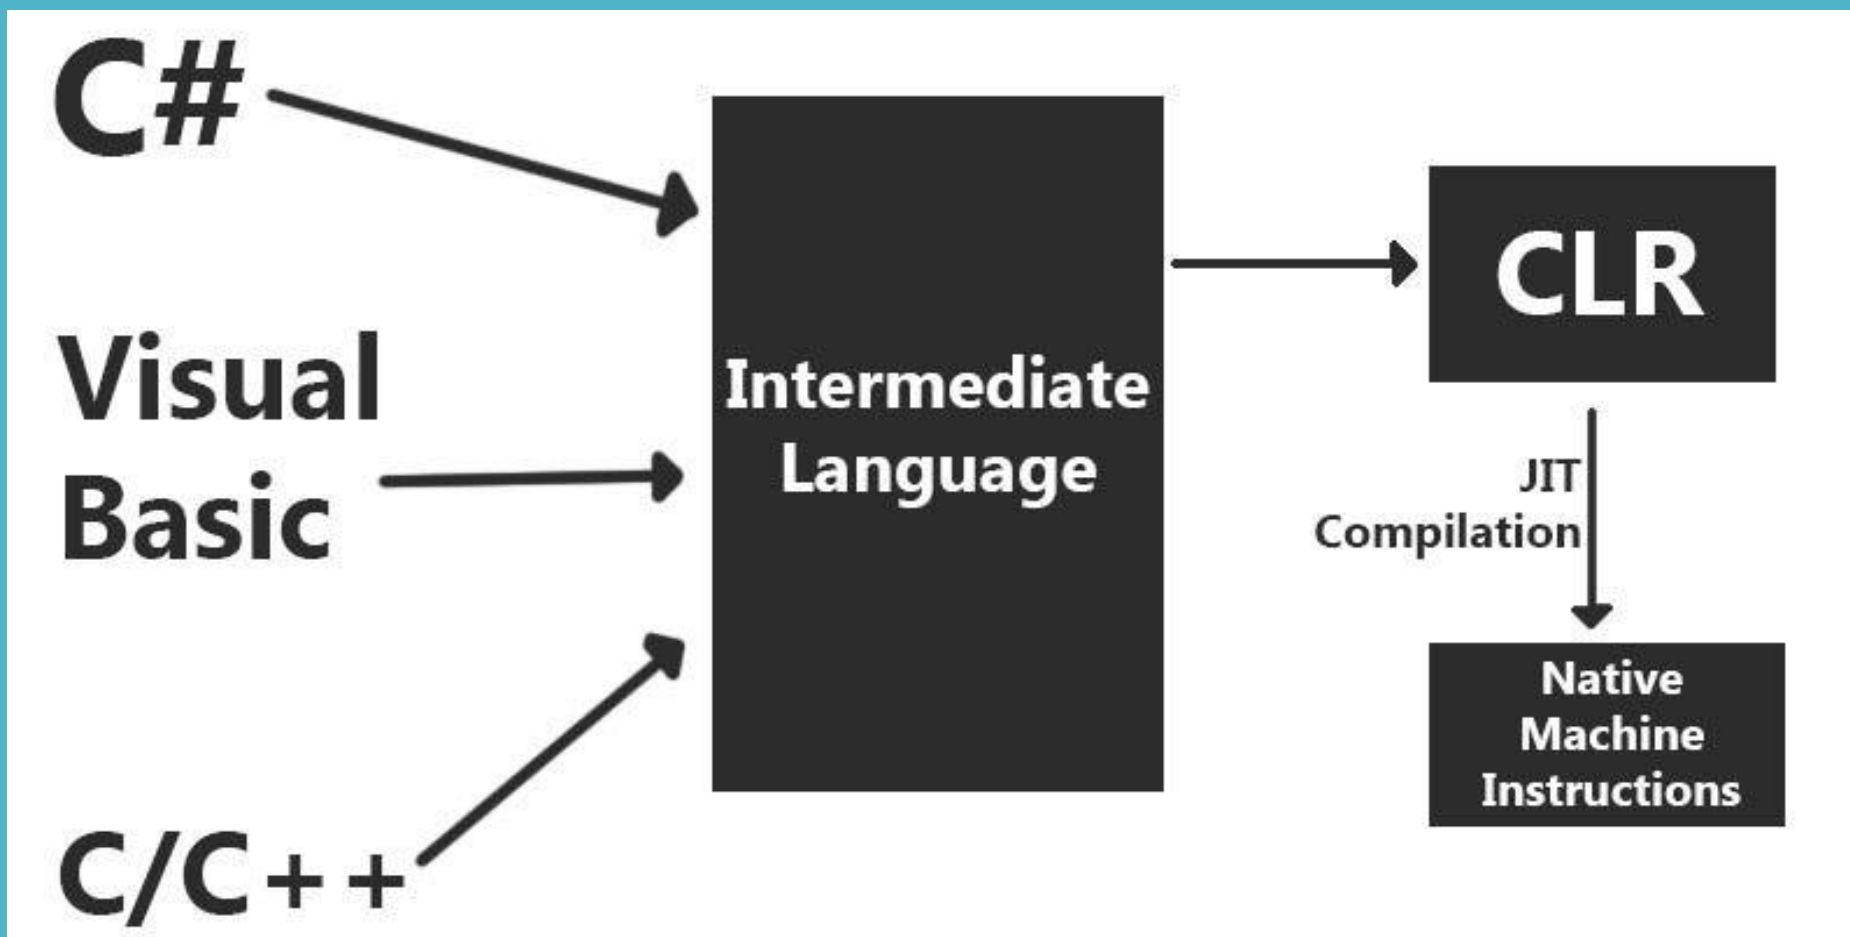 C#
Visual
Basic
C/C++
Intermediate
Language
CLR
JIT
Compilation
Native
Machine
Instructions